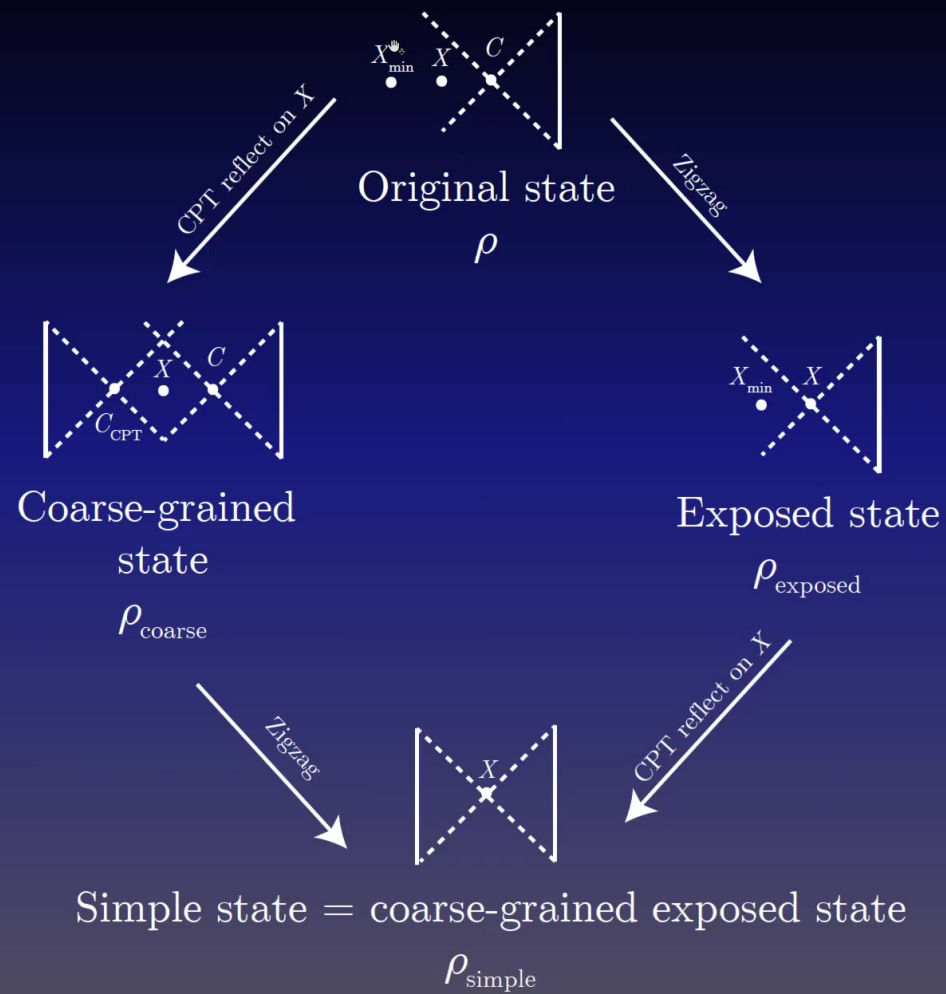 X_min X C
CPT reflect on X
Zigzag
Original state
ρ
X C
C_CPT
X_min X
Coarse-grained
state
ρ_coarse
Exposed state
ρ_exposed
Zigzag
CPT reflect on X
X
Simple state = coarse-grained exposed state
ρ_simple